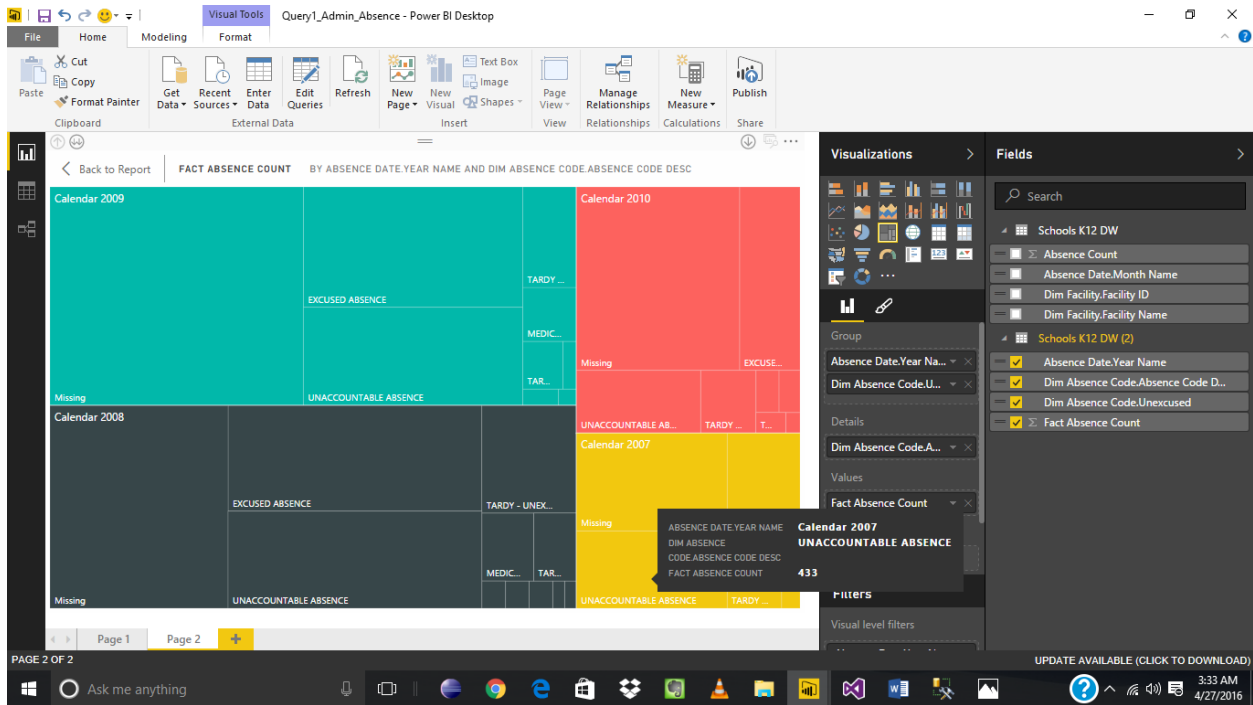 Visual Tools
Query1_Admin_Absence - Power BI Desktop
File Home Modeling Format
Paste
Cut
Copy
Format Painter
Clipboard
Get Data
Recent Sources
Enter Data
Edit Queries
Refresh
External Data
New Page
New Visual
Text Box
Image
Shapes
Insert
Page View
View
Manage Relationships
Relationships
New Measure
Calculations
Publish
Share
Back to Report
FACT ABSENCE COUNT BY ABSENCE DATE.YEAR NAME AND DIM ABSENCE CODE.ABSENCE CODE DESC
Calendar 2009
Missing
EXCUSED ABSENCE
UNACCOUNTABLE ABSENCE
TARDY ...
MEDIC...
TAR...
Calendar 2010
Missing
EXCUSE...
UNACCOUNTABLE AB...
TARDY ...
T...
Calendar 2008
Missing
EXCUSED ABSENCE
UNACCOUNTABLE ABSENCE
TARDY - UNEX...
MEDIC...
TAR...
Calendar 2007
Missing
UNACCOUNTABLE ABSENCE
TARDY ...
ABSENCE DATE.YEAR NAME Calendar 2007
DIM ABSENCE UNACCOUNTABLE ABSENCE
CODE.ABSENCE CODE DESC
FACT ABSENCE COUNT 433
Visualizations
123
Group
Absence Date.Year Na...
Dim Absence Code.U...
Details
Dim Absence Code.A...
Values
Fact Absence Count
Filters
Visual level filters
Fields
Search
Schools K12 DW
Σ Absence Count
Absence Date.Month Name
Dim Facility.Facility ID
Dim Facility.Facility Name
Schools K12 DW (2)
Absence Date.Year Name
Dim Absence Code.Absence Code D...
Dim Absence Code.Unexcused
Σ Fact Absence Count
Page 1 Page 2 +
PAGE 2 OF 2
UPDATE AVAILABLE (CLICK TO DOWNLOAD)
Ask me anything
3:33 AM
4/27/2016